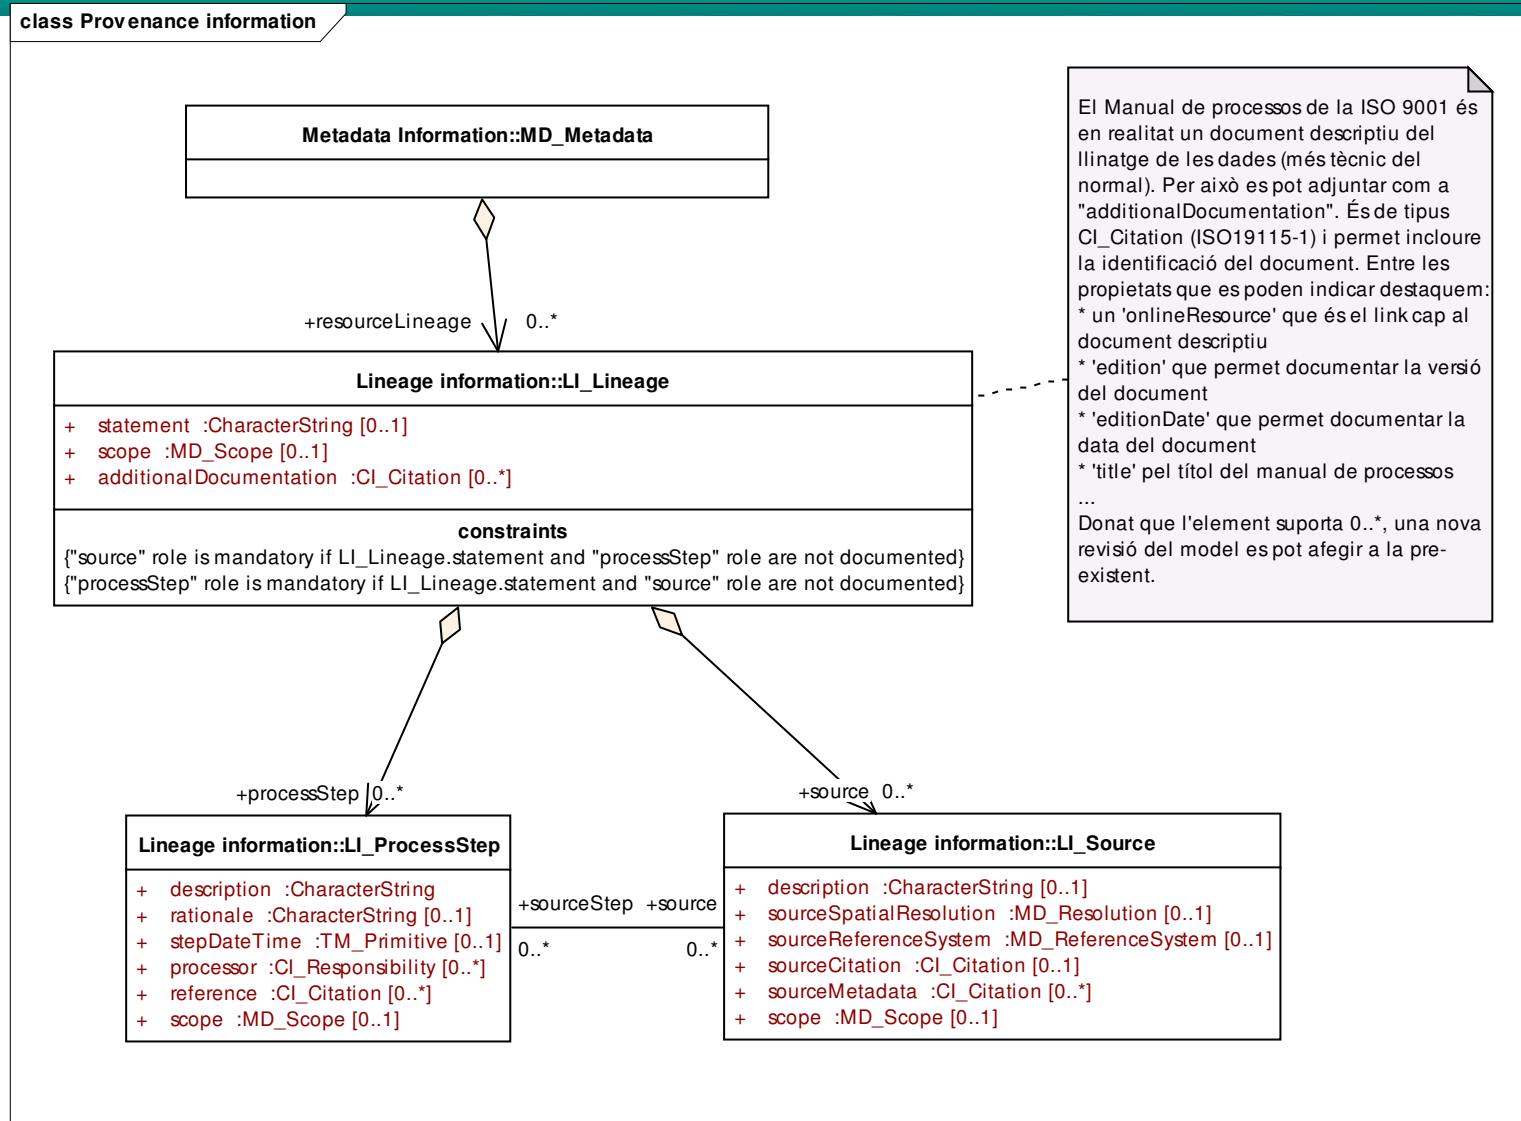 class Provenance information
Metadata Information::MD_Metadata
+resourceLineage 0..*
Lineage information::LI_Lineage
+ statement :CharacterString [0..1]
+ scope :MD_Scope [0..1]
+ additionalDocumentation :CI_Citation [0..*]
constraints
{"source" role is mandatory if LI_Lineage.statement and "processStep" role are not documented}
{"processStep" role is mandatory if LI_Lineage.statement and "source" role are not documented}
El Manual de processos de la ISO 9001 és
en realitat un document descriptiu del
llinatge de les dades (més tècnic del
normal). Per això es pot adjuntar com a
"additionalDocumentation". És de tipus
CI_Citation (ISO19115-1) i permet incloure
la identificació del document. Entre les
propietats que es poden indicar destaquem:
* un 'onlineResource' que és el link cap al
document descriptiu
* 'edition' que permet documentar la versió
del document
* 'editionDate' que permet documentar la
data del document
* 'title' pel títol del manual de processos
...
Donat que l'element suporta 0..*, una nova
revisió del model es pot afegir a la pre-
existent.
+processStep 0..*
+source 0..*
Lineage information::LI_ProcessStep
+ description :CharacterString
+ rationale :CharacterString [0..1]
+ stepDateTime :TM_Primitive [0..1]
+ processor :CI_Responsibility [0..*]
+ reference :CI_Citation [0..*]
+ scope :MD_Scope [0..1]
+sourceStep +source
0..* 0..*
Lineage information::LI_Source
+ description :CharacterString [0..1]
+ sourceSpatialResolution :MD_Resolution [0..1]
+ sourceReferenceSystem :MD_ReferenceSystem [0..1]
+ sourceCitation :CI_Citation [0..1]
+ sourceMetadata :CI_Citation [0..*]
+ scope :MD_Scope [0..1]